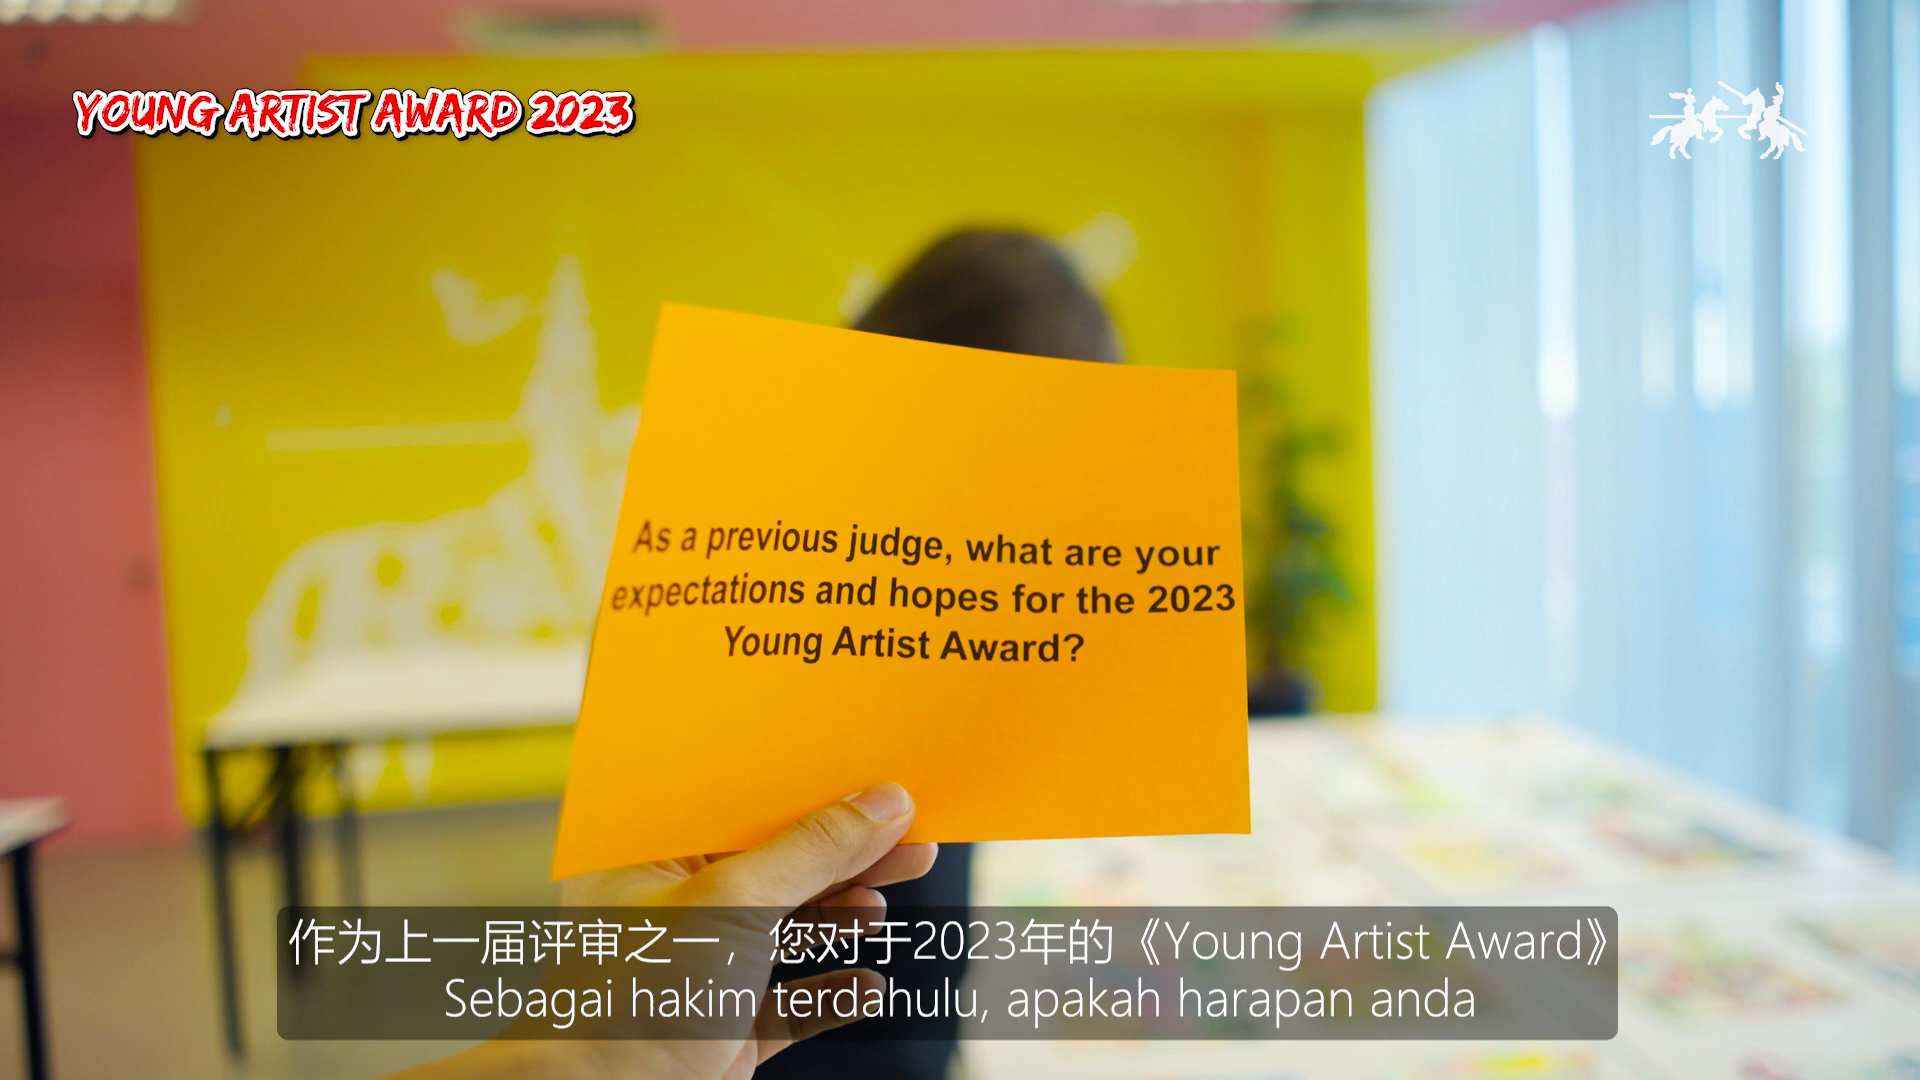 YOUNG ARTIST AWARD 2023
As a previous judge, what are your
expectations and hopes for the 2023
Young Artist Award?
作为上一届评审之一，您对于2023年的《Young Artist Award》
Sebagai hakim terdahulu, apakah harapan anda